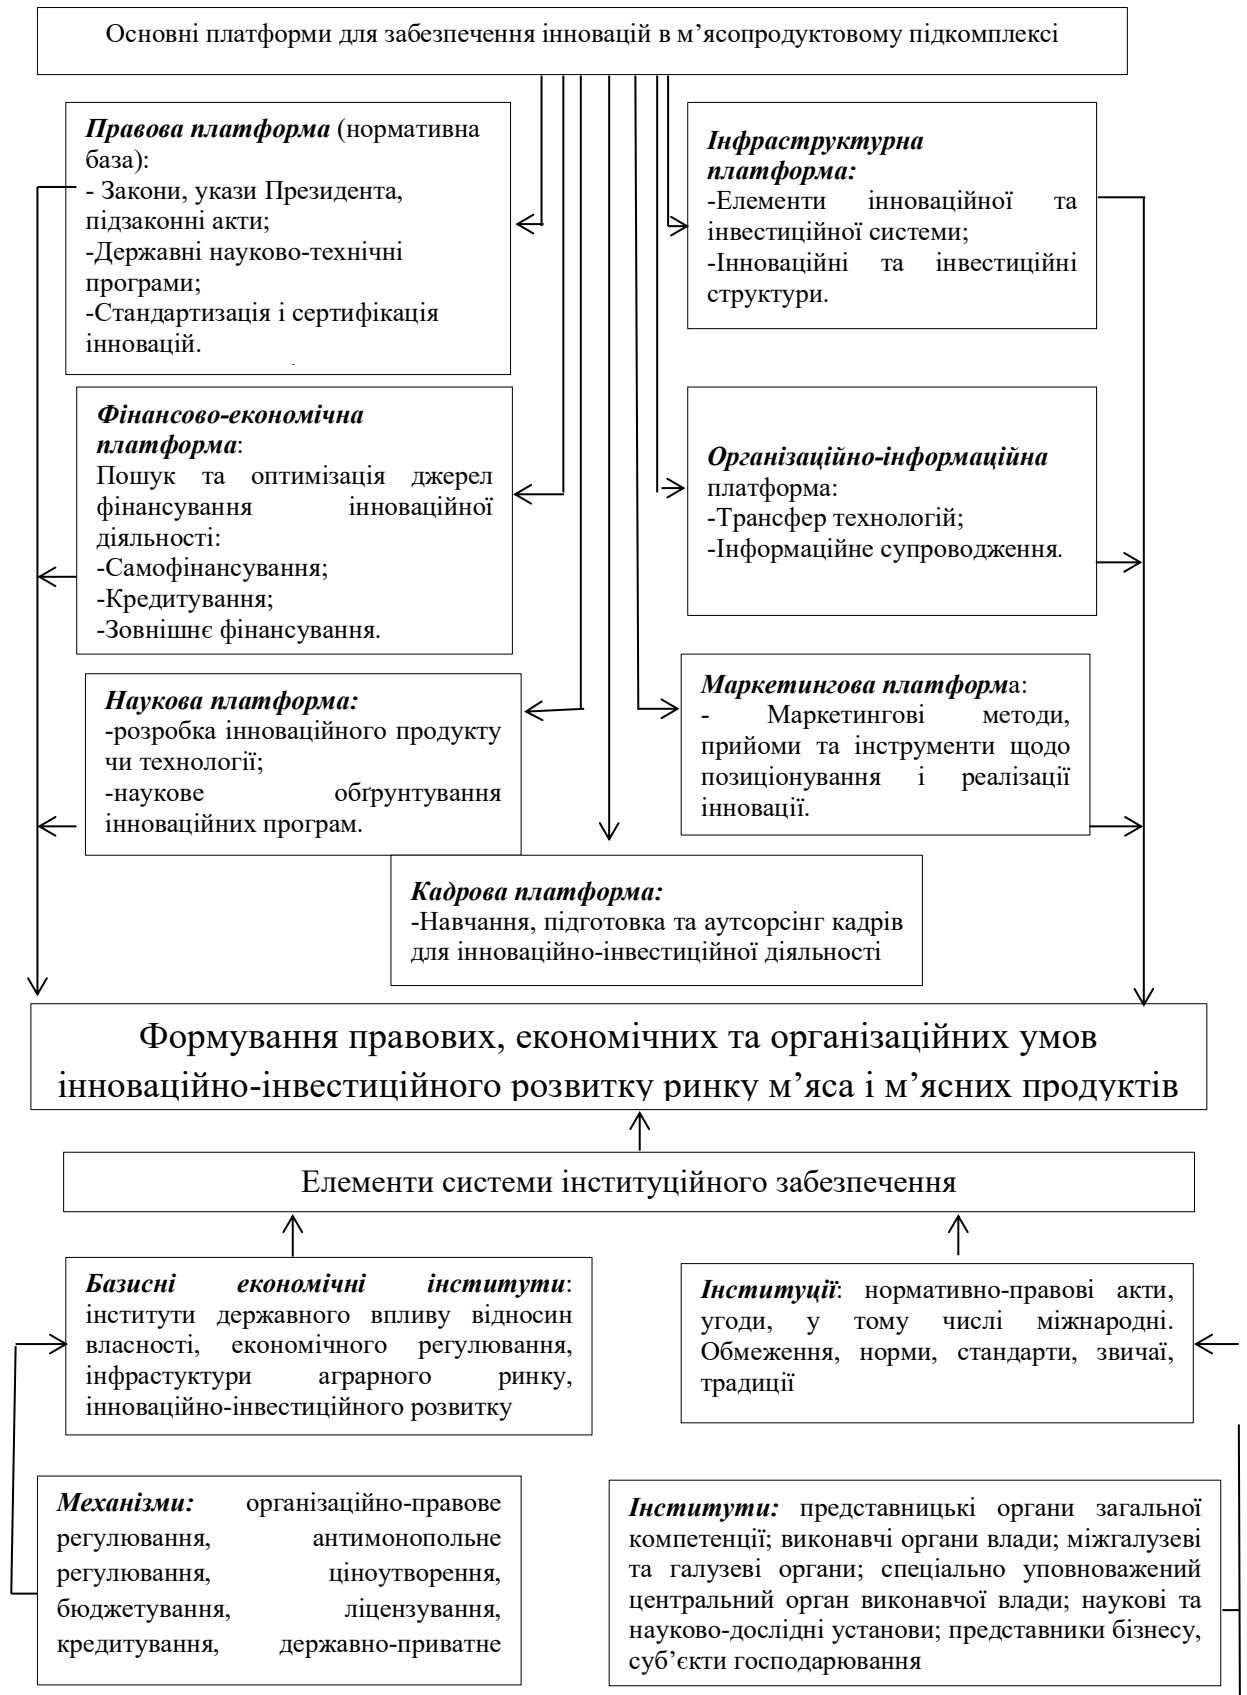 Основні платформи для забезпечення інновацій в м’ясопродуктовому підкомплексі
Правова платформа (нормативна
база):
- Закони, укази Президента,
підзаконні акти;
-Державні науково-технічні
програми;
-Стандартизація і сертифікація
інновацій.
Інфраструктурна
платформа:
-Елементи інноваційної та
інвестиційної системи;
-Інноваційні та інвестиційні
структури.
Фінансово-економічна
платформа:
Пошук та оптимізація джерел
фінансування інноваційної
діяльності:
-Самофінансування;
-Кредитування;
-Зовнішнє фінансування.
Організаційно-інформаційна
платформа:
-Трансфер технологій;
-Інформаційне супроводження.
Наукова платформа:
-розробка інноваційного продукту
чи технології;
-наукове обґрунтування
інноваційних програм.
Маркетингова платформа:
- Маркетингові методи,
прийоми та інструменти щодо
позиціонування і реалізації
інновації.
Кадрова платформа:
-Навчання, підготовка та аутсорсінг кадрів
для інноваційно-інвестиційної діяльності
Формування правових, економічних та організаційних умов
інноваційно-інвестиційного розвитку ринку м’яса і м’ясних продуктів
Елементи системи інституційного забезпечення
Базисні економічні інститути:
інститути державного впливу відносин
власності, економічного регулювання,
інфрастуктури аграрного ринку,
інноваційно-інвестиційного розвитку
Інституції: нормативно-правові акти,
угоди, у тому числі міжнародні.
Обмеження, норми, стандарти, звичаї,
традиції
Механізми: організаційно-правове
регулювання, антимонопольне
регулювання, ціноутворення,
бюджетування, ліцензування,
кредитування, державно-приватне
Інститути: представницькі органи загальної
компетенції; виконавчі органи влади; міжгалузеві
та галузеві органи; спеціально уповноважений
центральний орган виконавчої влади; наукові та
науково-дослідні установи; представники бізнесу,
суб’єкти господарювання